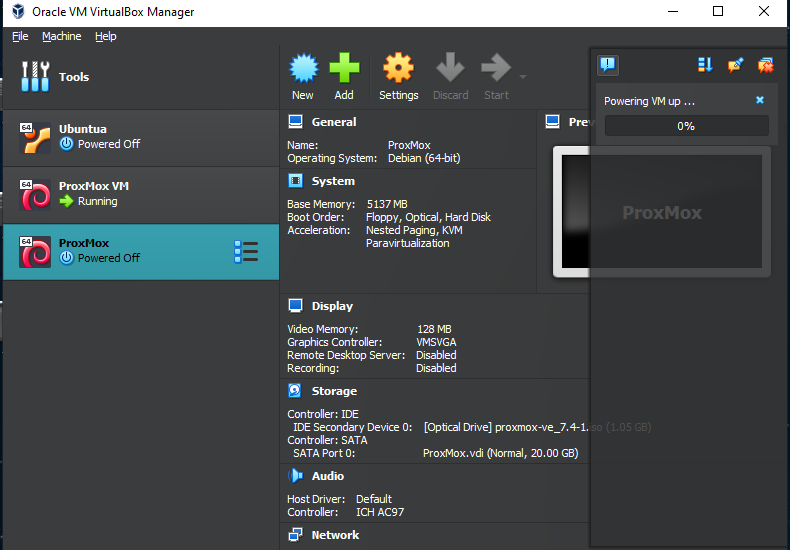 Oracle VM VirtualBox Manager
File Machine Help
Tools
64
Ubuntua
Powered Off
64
ProxMox VM
Running
64
ProxMox
Powered Off
New Add Settings Discard Start
General
Name: ProxMox
Operating System: Debian (64-bit)
System
Base Memory: 5137 MB
Boot Order: Floppy, Optical, Hard Disk
Acceleration: Nested Paging, KVM
Paravirtualization
Display
Video Memory: 128 MB
Graphics Controller: VMSVGA
Remote Desktop Server: Disabled
Recording: Disabled
Storage
Controller: IDE
IDE Secondary Device 0: [Optical Drive] proxmox-ve_7.4-1.iso (1.05 GB)
Controller: SATA
SATA Port 0: ProxMox.vdi (Normal, 20.00 GB)
Audio
Host Driver: Default
Controller: ICH AC97
Network
Prev
ProxMox
Powering VM up ...
0%